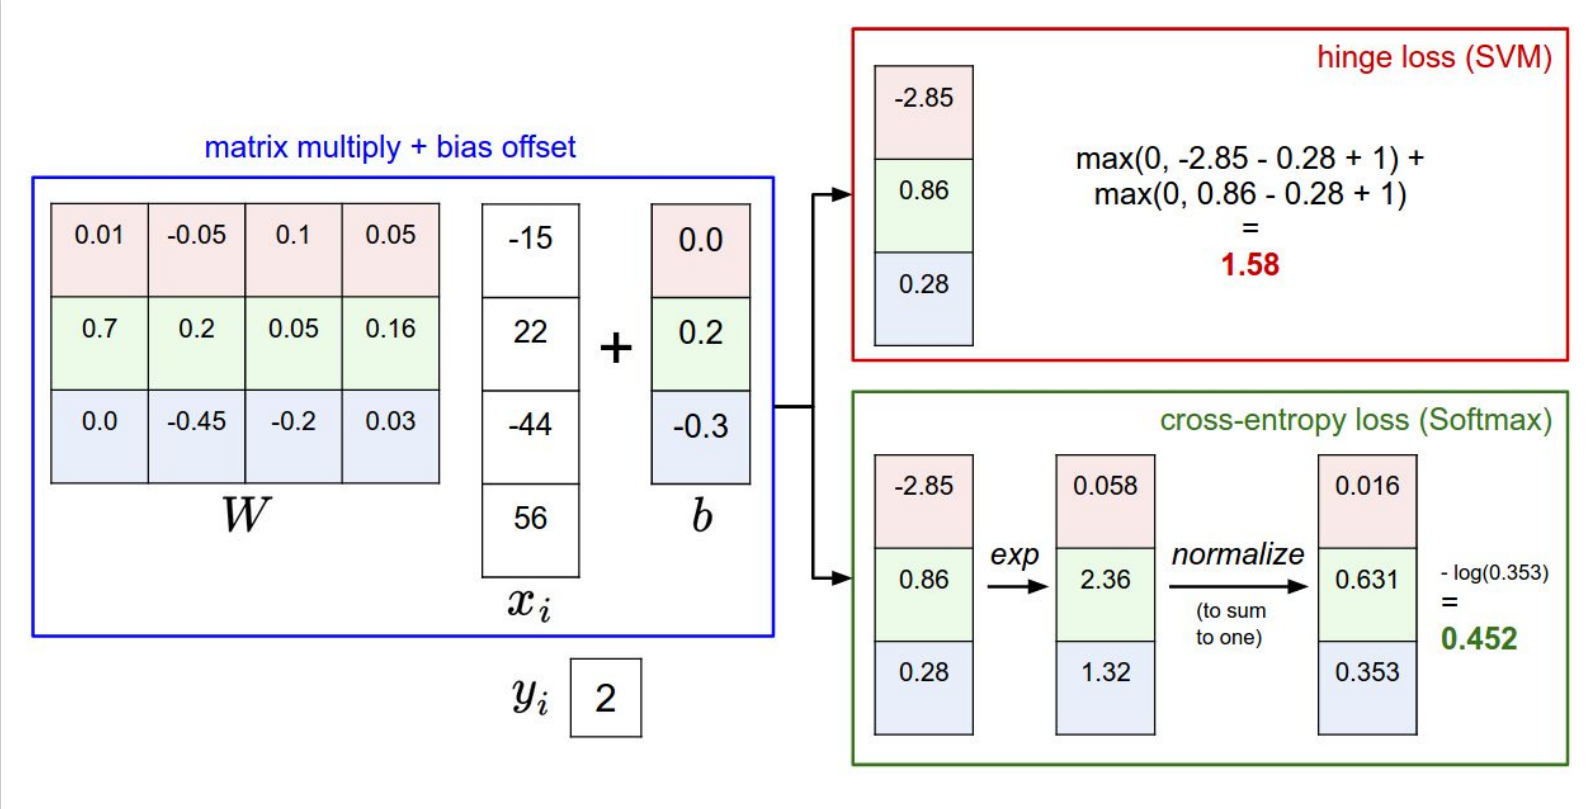 matrix multiply + bias offset
0.01 -0.05 0.1 0.05
0.7 0.2 0.05 0.16
0.0 -0.45 -0.2 0.03
W
-15
22
-44
56
x_i
+
0.0
0.2
-0.3
b
y_i 2
hinge loss (SVM)
-2.85
0.86
0.28
max(0, -2.85 - 0.28 + 1) +
max(0, 0.86 - 0.28 + 1)
=
1.58
cross-entropy loss (Softmax)
-2.85
0.86
0.28
exp
0.058
2.36
1.32
normalize
(to sum
to one)
0.016
0.631
0.353
- log(0.353)
=
0.452